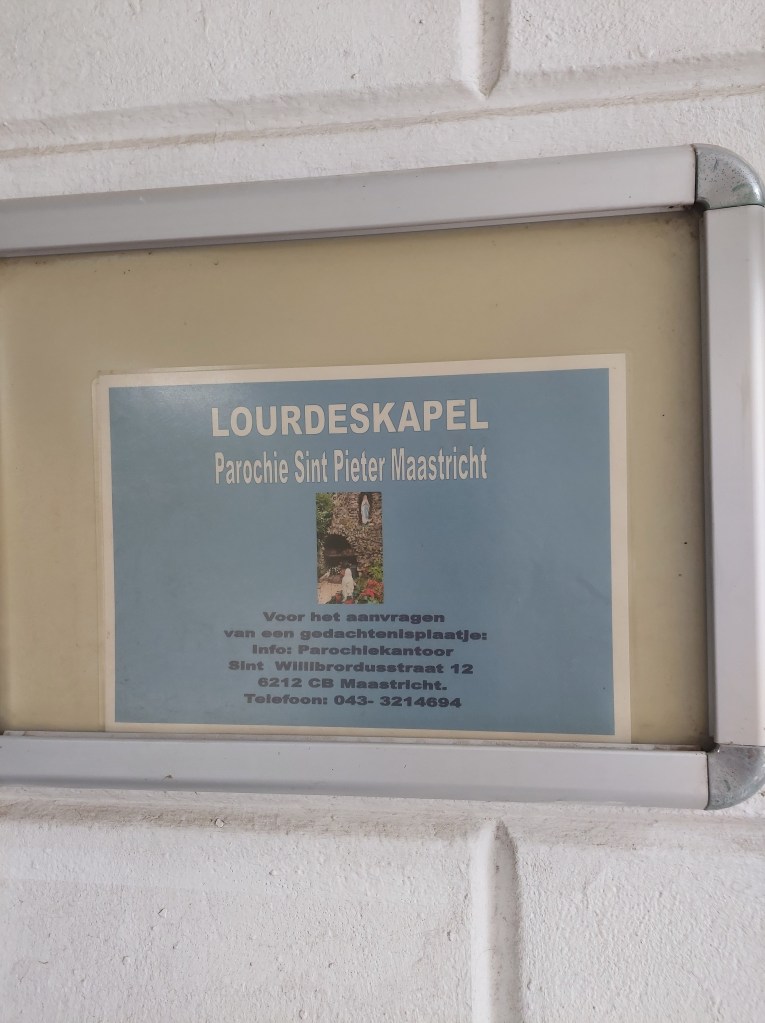 LOURDESKAPEL
Parochie Sint Pieter Maastricht
Voor het aanvragen
van een gedachtenisplaatje:
Info: Parochiekantoor
Sint Willibrordusstraat 12
6212 CB Maastricht.
Telefoon: 043- 3214694